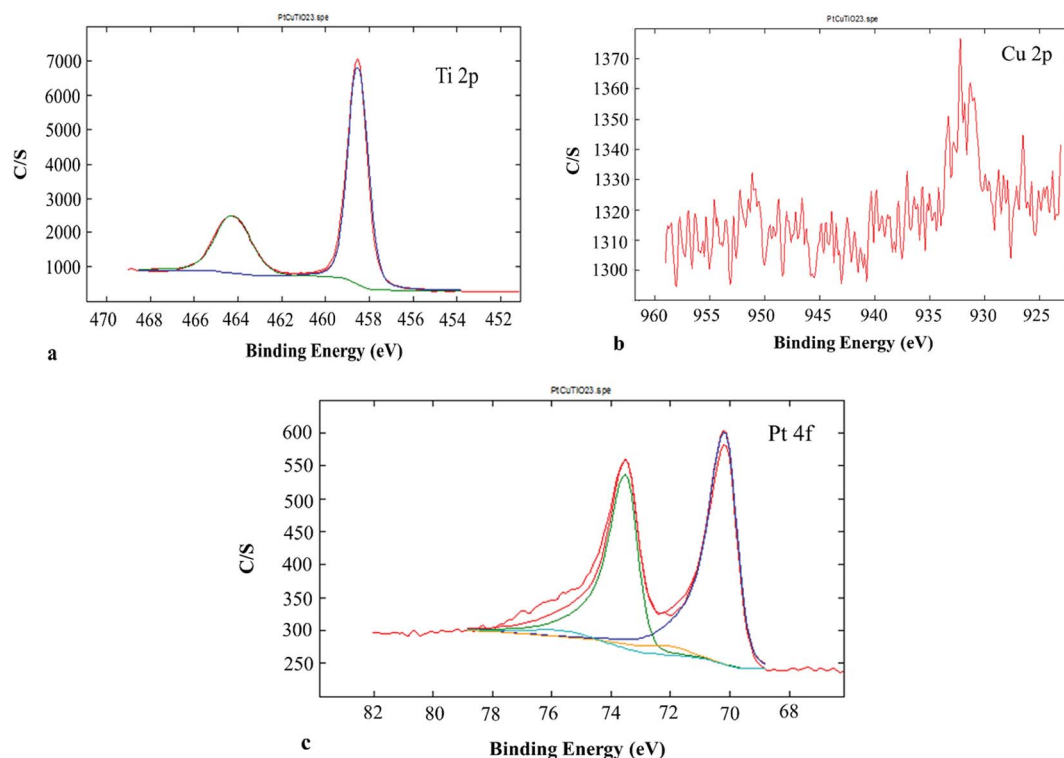 PtCuTiO23.spe
Ti 2p
C/S
7000
6000
5000
4000
3000
2000
1000
470 468 466 464 462 460 458 456 454 452
Binding Energy (eV)
a
PtCuTiO23.spe
Cu 2p
C/S
1370
1360
1350
1340
1330
1320
1310
1300
960 955 950 945 940 935 930 925
Binding Energy (eV)
b
PtCuTiO23.spe
Pt 4f
C/S
600
550
500
450
400
350
300
250
82 80 78 76 74 72 70 68
Binding Energy (eV)
c